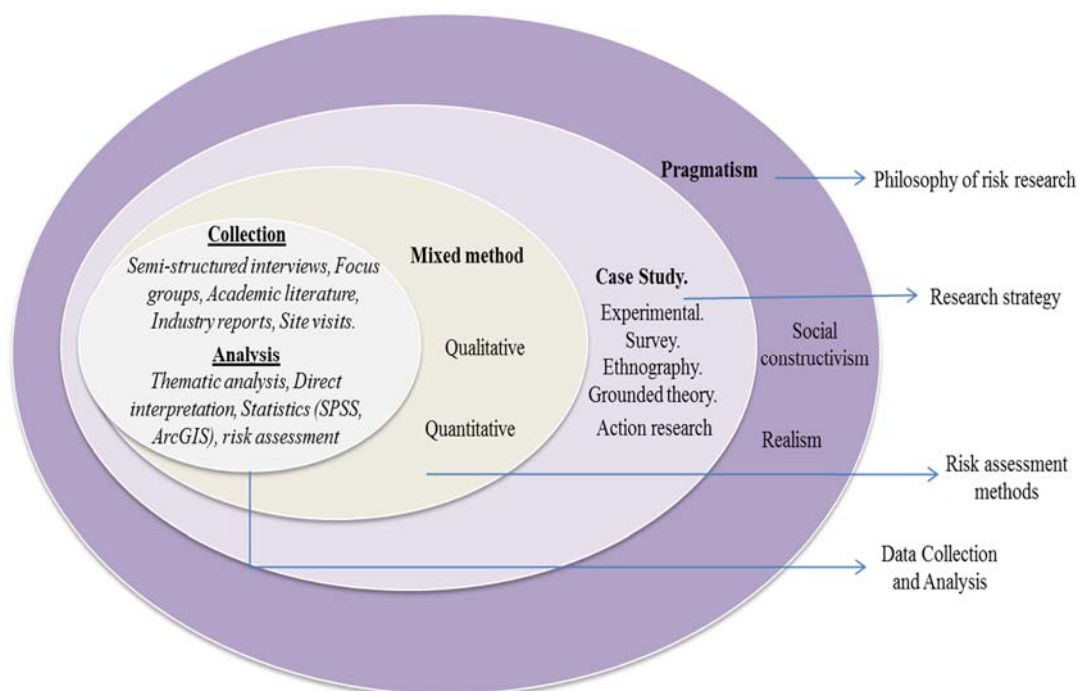 Pragmatism
Philosophy of risk research
Collection
Semi-structured interviews, Focus
groups, Academic literature,
Industry reports, Site visits.
Analysis
Thematic analysis, Direct
interpretation, Statistics (SPSS,
ArcGIS), risk assessment
Mixed method
Qualitative
Quantitative
Case Study.
Experimental.
Survey.
Ethnography.
Grounded theory.
Action research
Research strategy
Social
constructivism
Realism
Risk assessment
methods
Data Collection
and Analysis